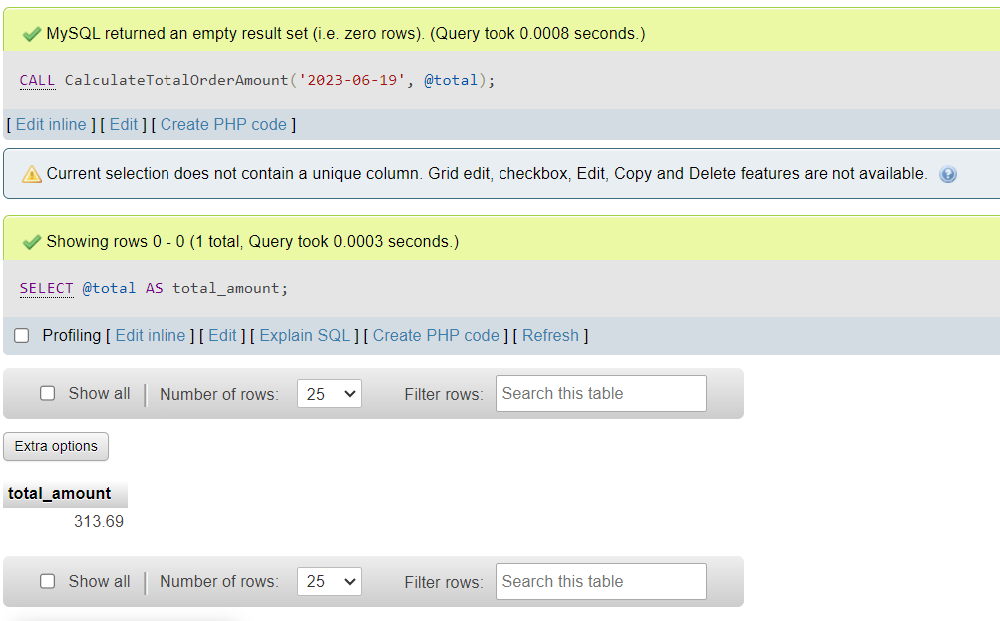 MySQL returned an empty result set (i.e. zero rows). (Query took 0.0008 seconds.)
CALL CalculateTotalOrderAmount('2023-06-19', @total);
[ Edit inline ] [ Edit ] [ Create PHP code ]
Current selection does not contain a unique column. Grid edit, checkbox, Edit, Copy and Delete features are not available.
Showing rows 0 - 0 (1 total, Query took 0.0003 seconds.)
SELECT @total AS total_amount;
Profiling [ Edit inline ] [ Edit ] [ Explain SQL ] [ Create PHP code ] [ Refresh ]
Show all | Number of rows: 25 Filter rows: Search this table
Extra options
total_amount
313.69
Show all | Number of rows: 25 Filter rows: Search this table